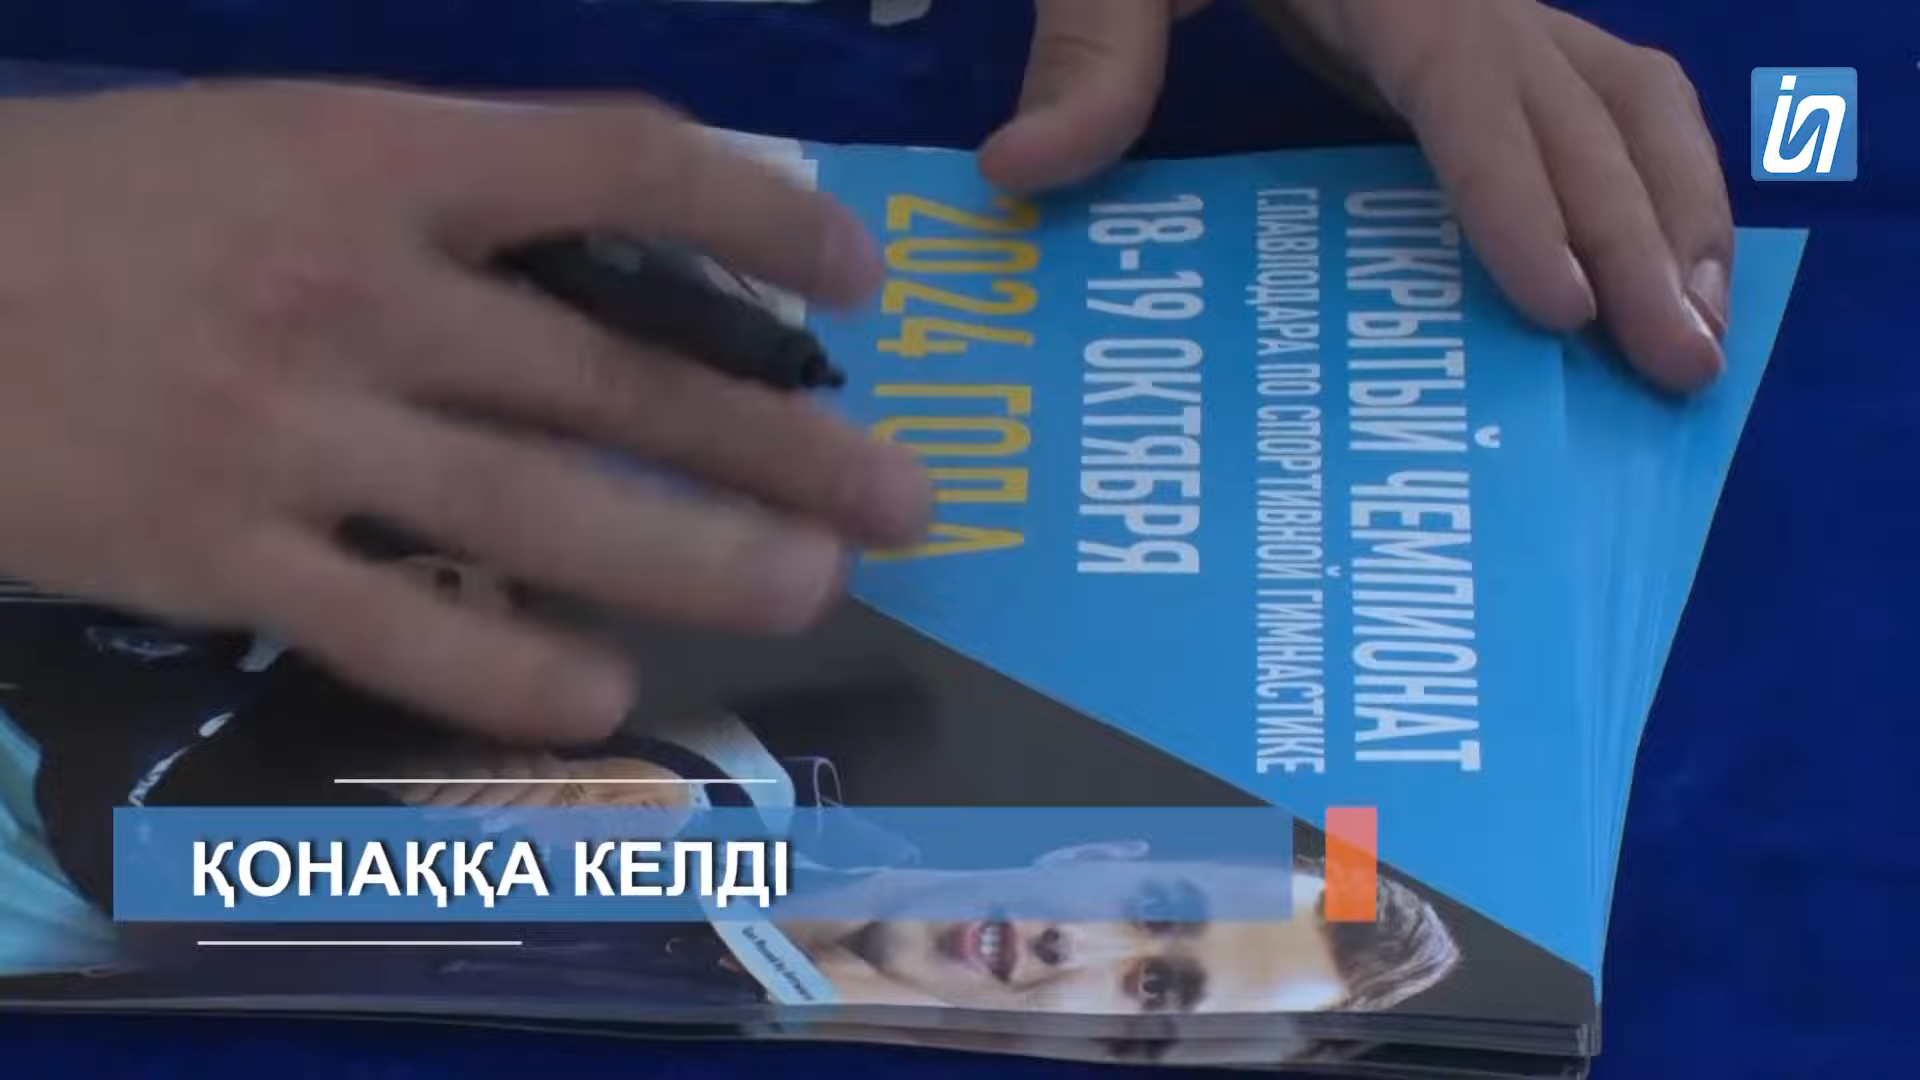 ОТКРЫТЫЙ ЧЕМПИОНАТ
Г.ПАВЛОДАРА ПО СПОРТИВНОЙ ГИМНАСТИКЕ
18-19 ОКТЯБРЯ
2024 ГОДА
ҚОНАҚҚА КЕЛДІ